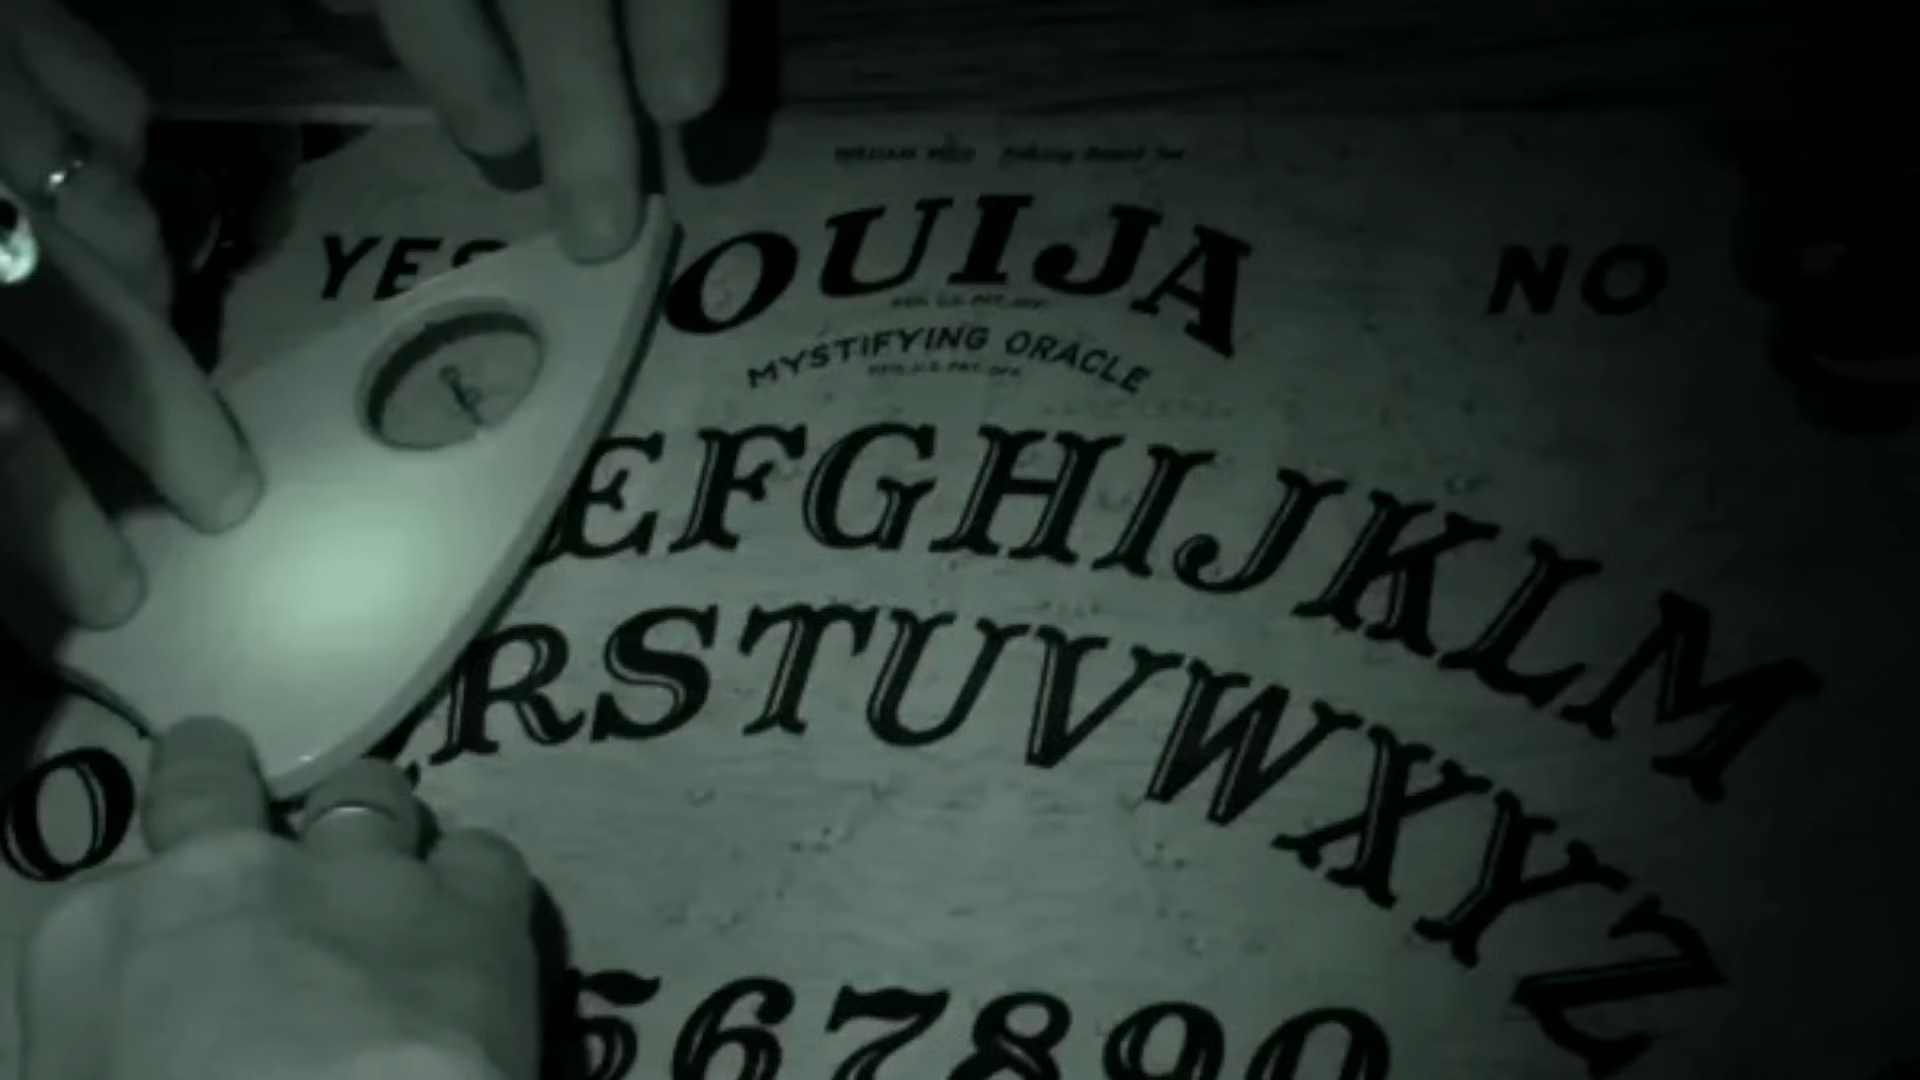 YES OUIJA NO
MYSTIFYING ORACLE
EFGHIJKLM
O RSTUVWXYZ
567890